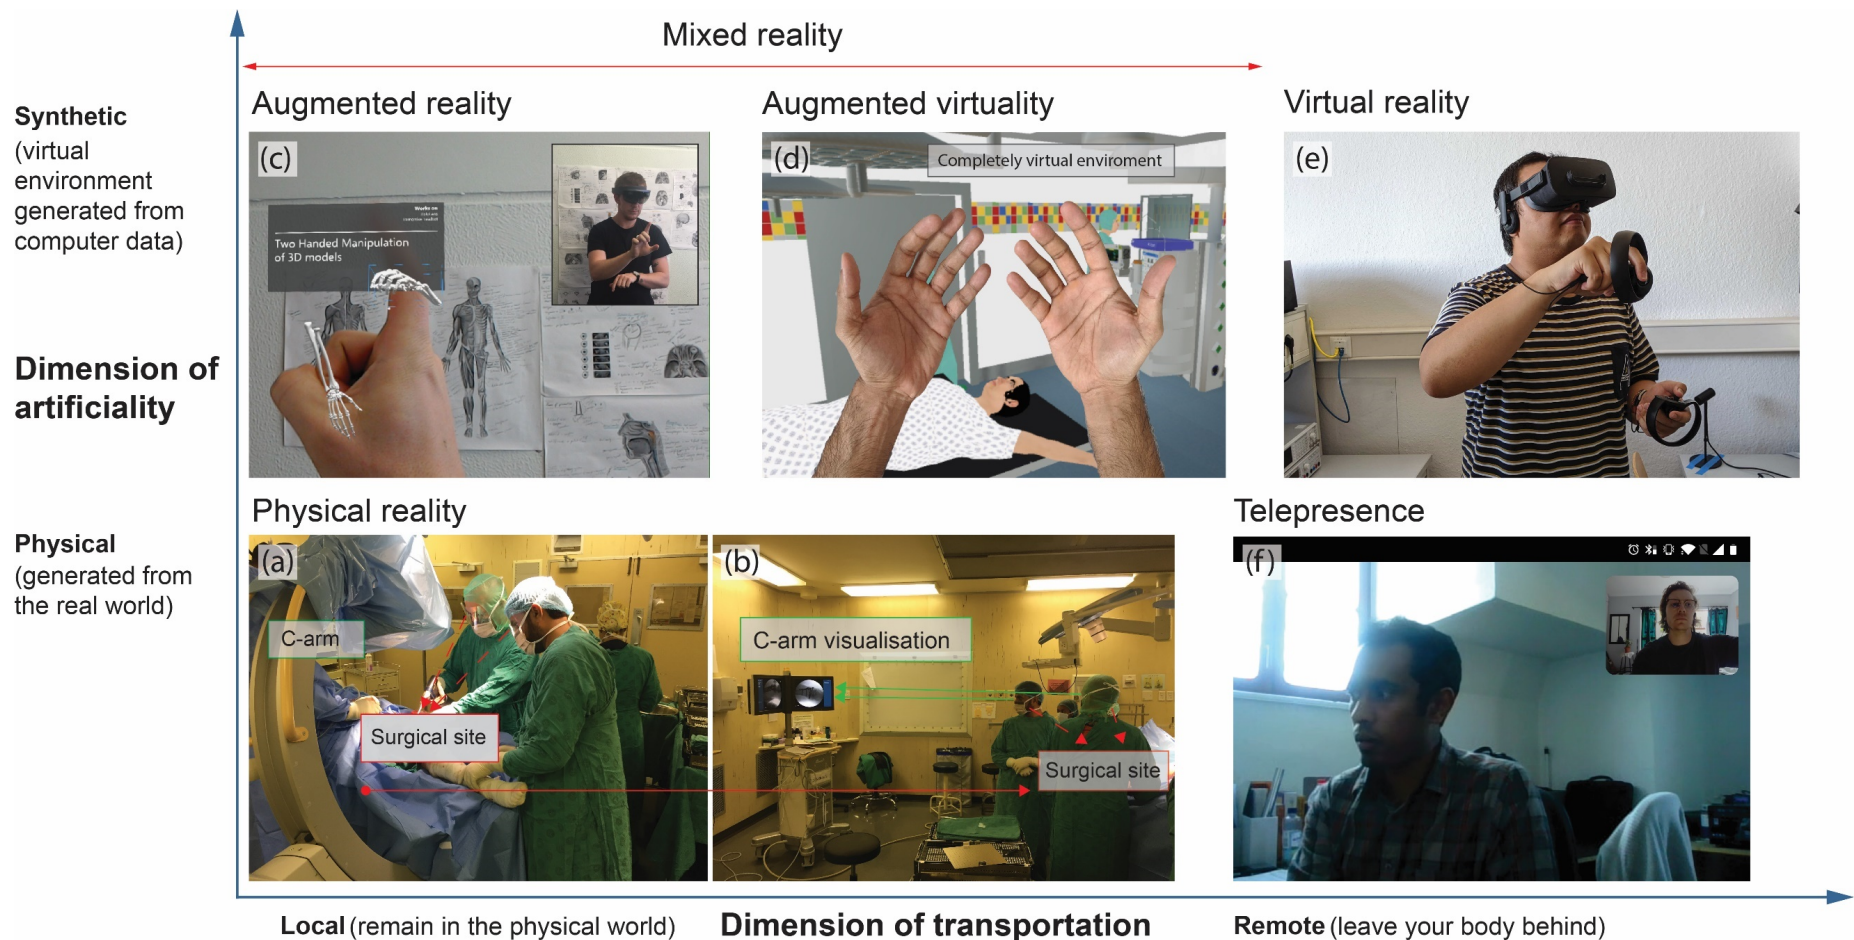 Mixed reality
Synthetic
(virtual
environment
generated from
computer data)
Dimension of
artificiality
Physical
(generated from
the real world)
Augmented reality
(c)
Works on
Two Handed Manipulation
of 3D models
Augmented virtuality
(d)
Completely virtual enviroment
Virtual reality
(e)
Physical reality
(a)
C-arm
Surgical site
(b)
C-arm visualisation
Surgical site
Telepresence
(f)
Local (remain in the physical world)
Dimension of transportation
Remote (leave your body behind)